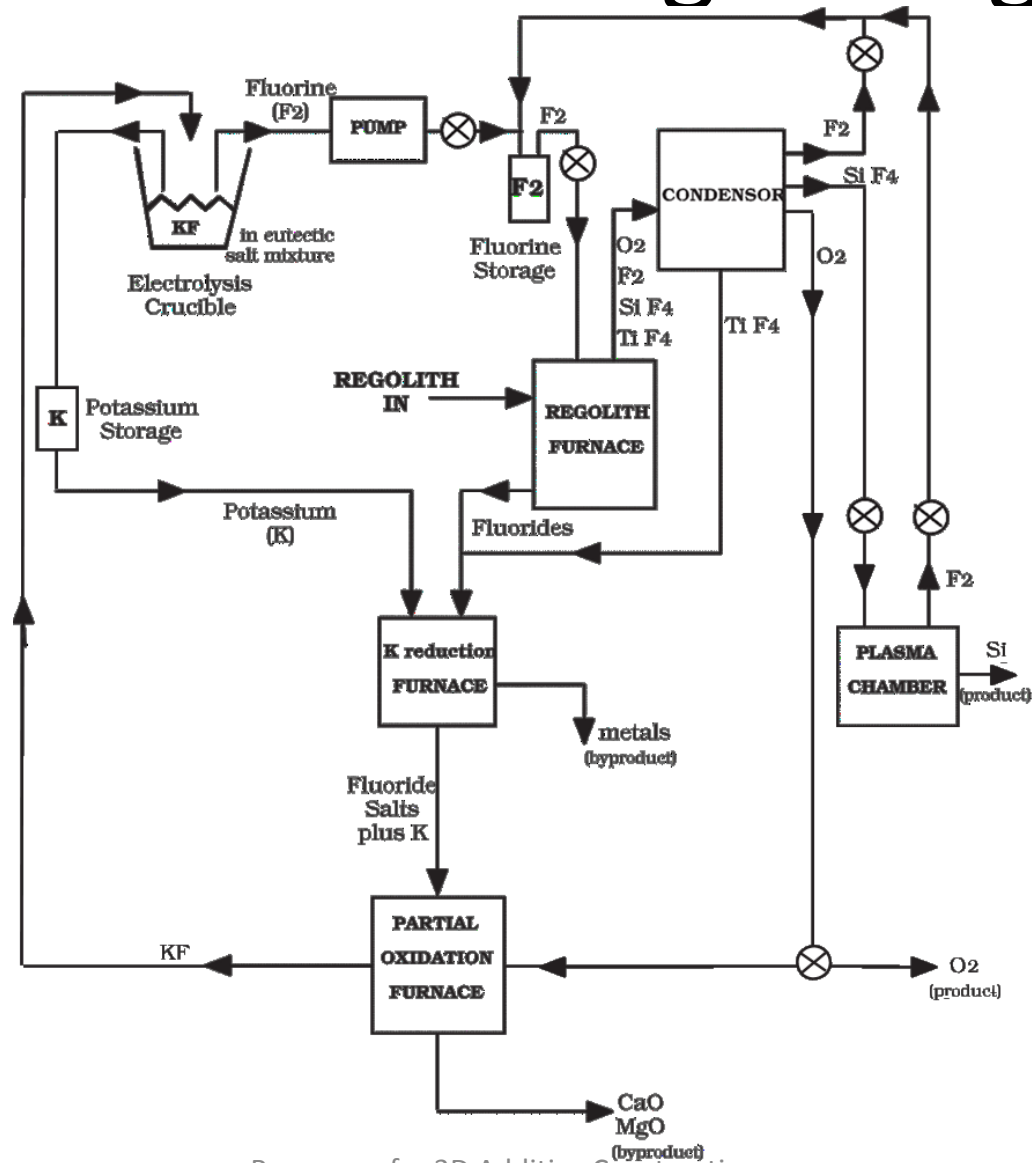 Fluorine
(F2)
PUMP
F2
F2
F2
Si F4
CONDENSOR
KF
in eutectic
salt mixture
Fluorine
Storage
O2
F2
Si F4
Ti F4
O2
Electrolysis
Crucible
Ti F4
REGOLITH
IN
REGOLITH
FURNACE
K
Potassium
Storage
Potassium
(K)
Fluorides
F2
K reduction
FURNACE
PLASMA
CHAMBER
Si
(product)
metals
(byproduct)
Fluoride
Salts
plus K
PARTIAL
OXIDATION
FURNACE
KF
O2
(product)
CaO
MgO
(byproduct)